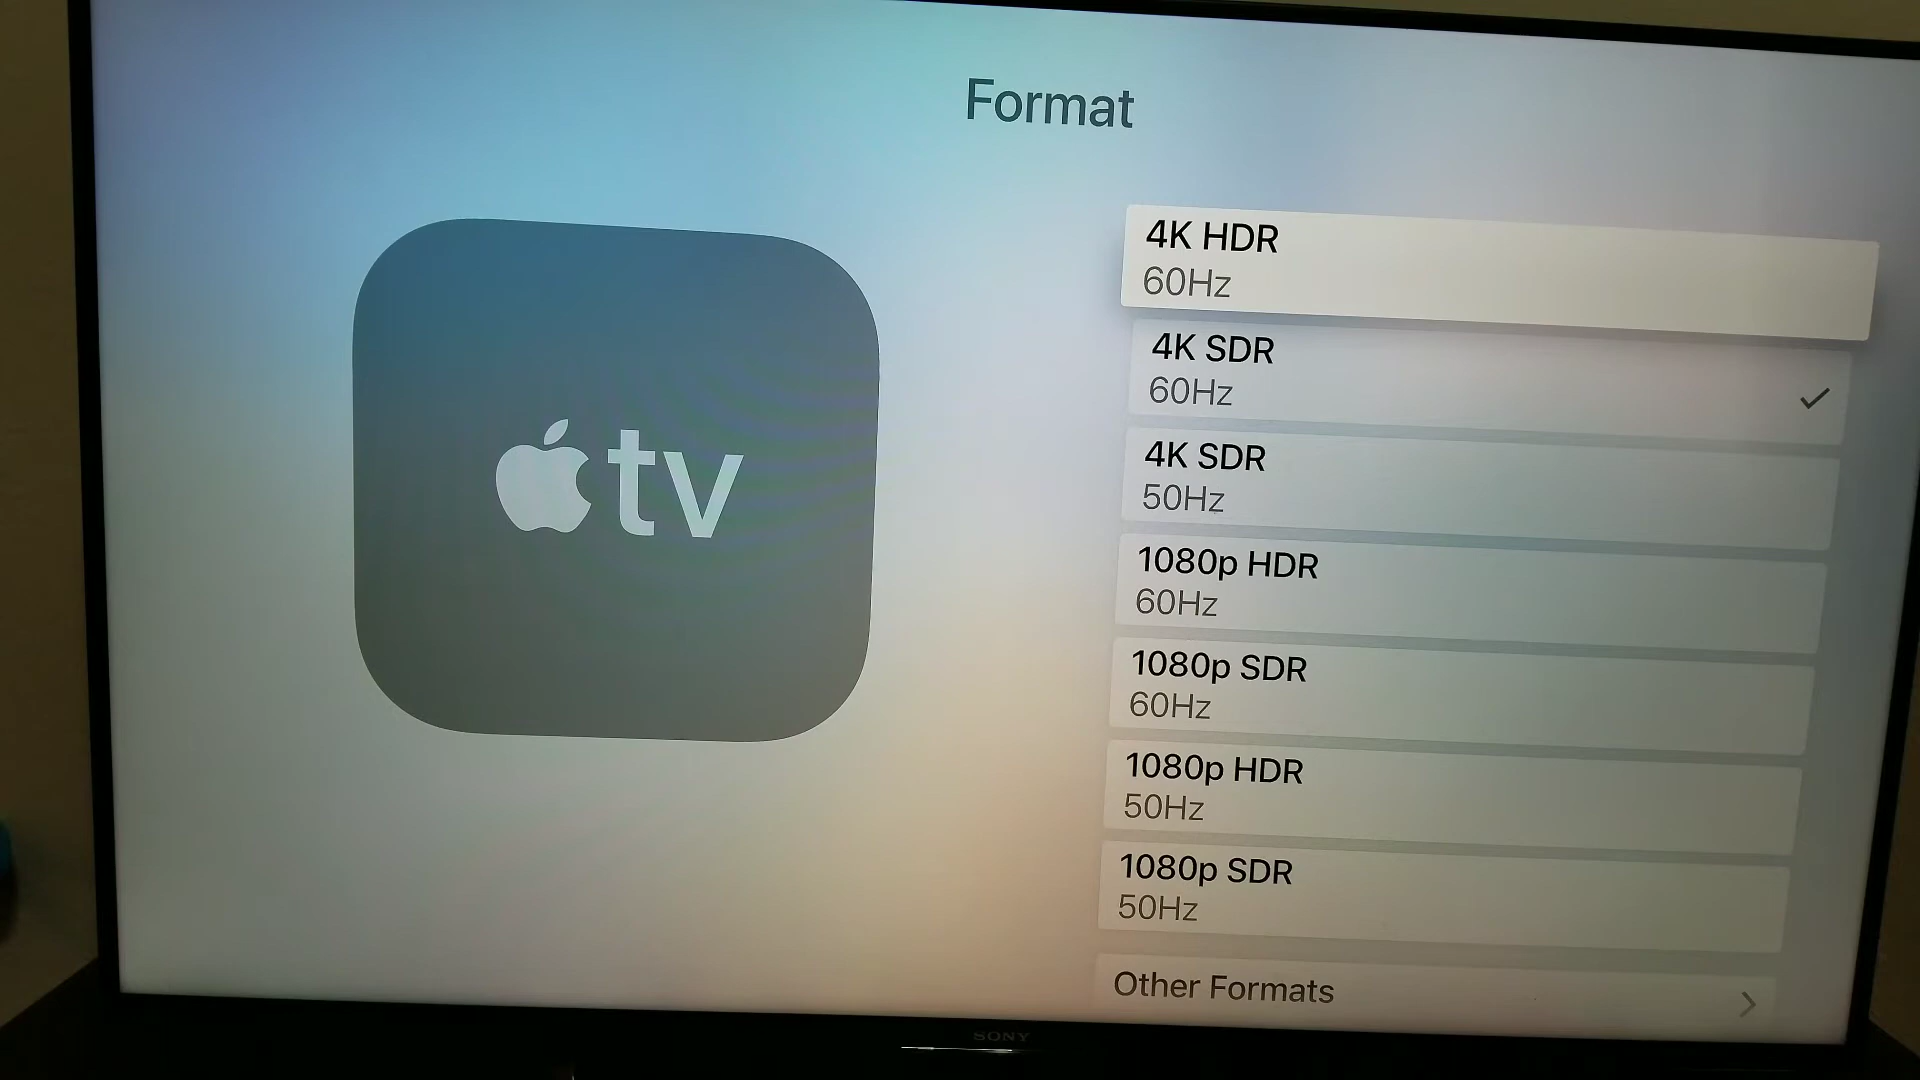 Format
tv
4K HDR
60Hz
4K SDR
60Hz
4K SDR
50Hz
1080p HDR
60Hz
1080p SDR
60Hz
1080p HDR
50Hz
1080p SDR
50Hz
Other Formats
SONY